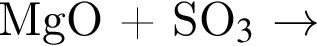 MgO + SO₃ →